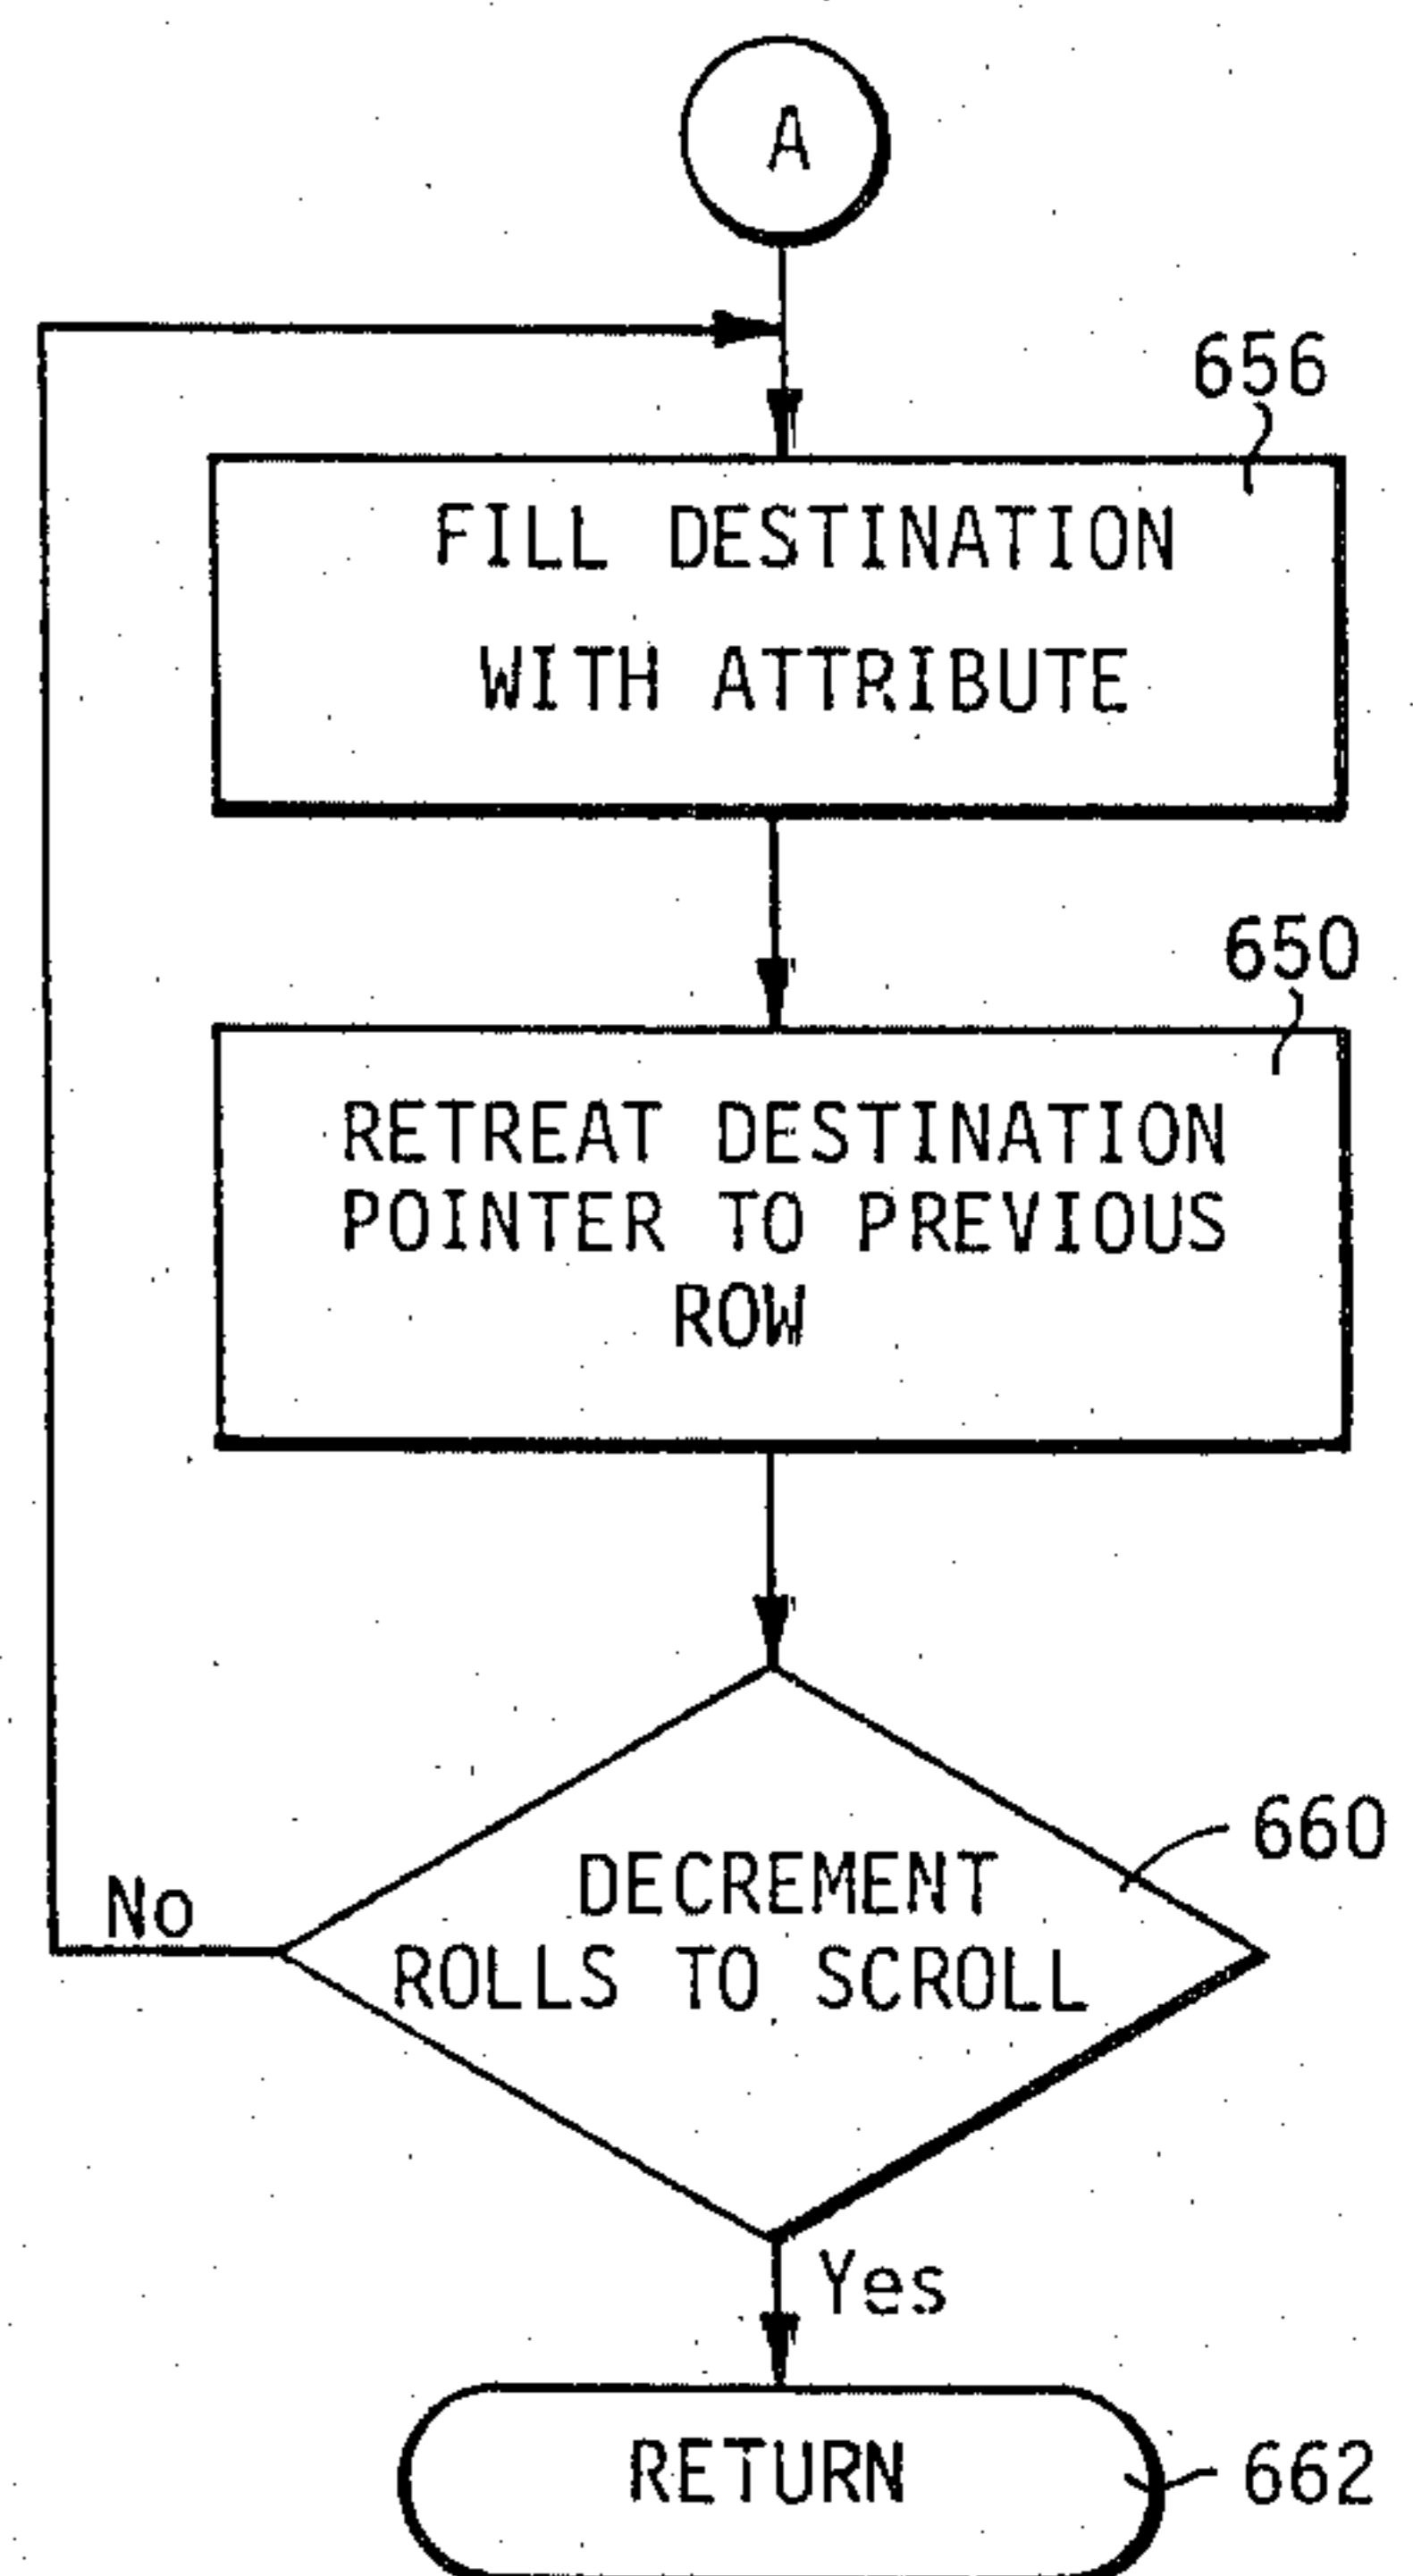 A
656
FILL DESTINATION
WITH ATTRIBUTE
650
RETREAT DESTINATION
POINTER TO PREVIOUS
ROW
660
DECREMENT
ROLLS TO SCROLL
No
Yes
RETURN
662